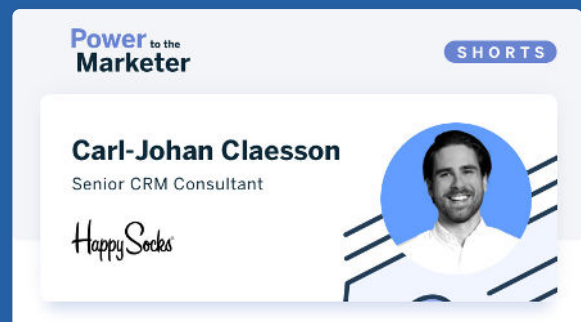 Power to the
Marketer
SHORTS
Carl-Johan Claesson
Senior CRM Consultant
Happy Socks